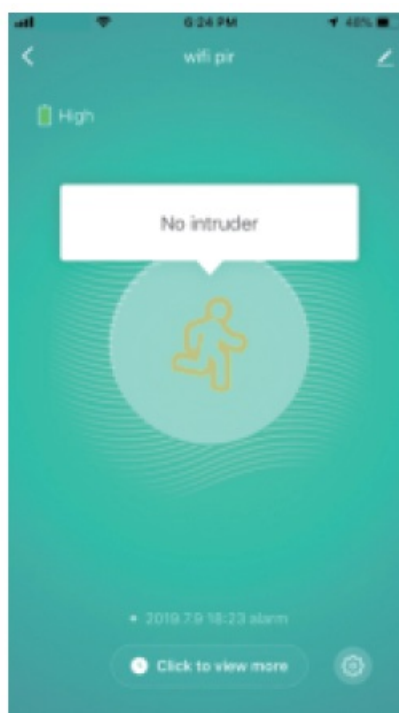 6:24 PM
48%
wifi pir
High
No intruder
2019.7.9 18:23 alarm
Click to view more